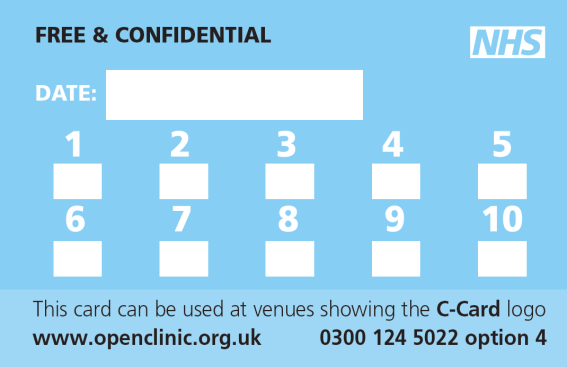 FREE & CONFIDENTIAL
NHS
DATE:
1 2 3 4 5
6 7 8 9 10
This card can be used at venues showing the C-Card logo
www.openclinic.org.uk 0300 124 5022 option 4